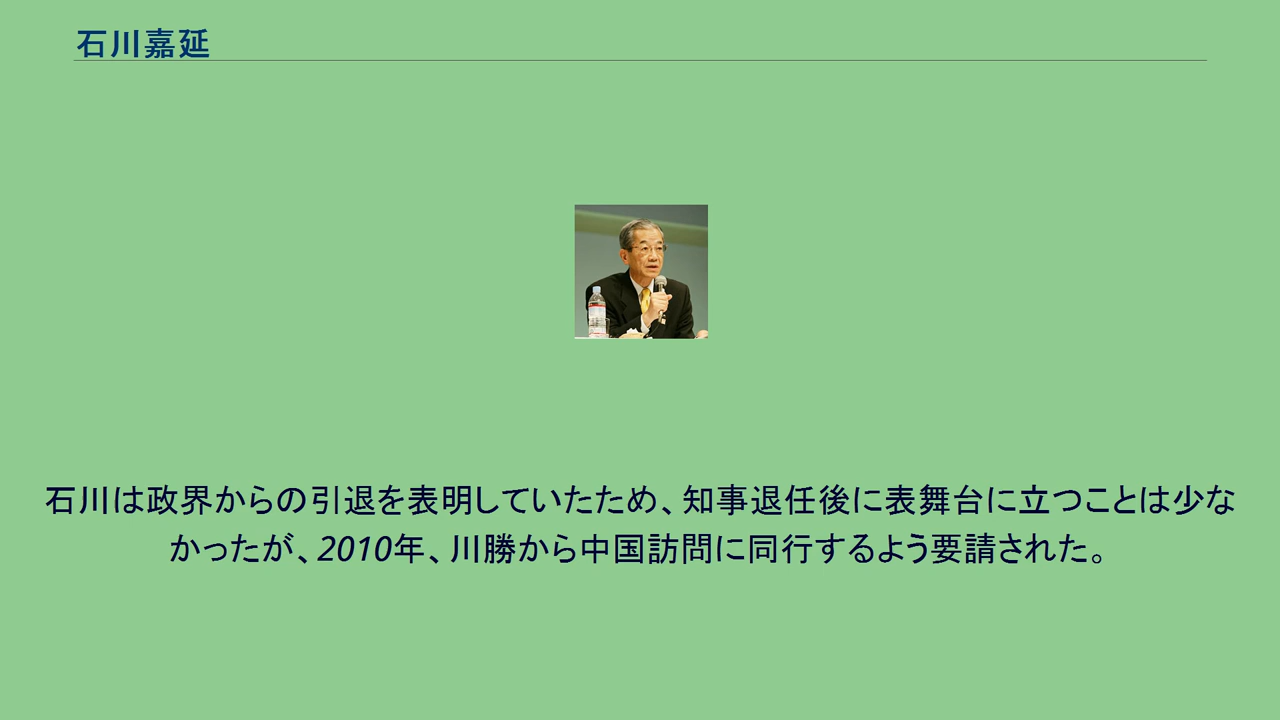 石川嘉延
石川は政界からの引退を表明していたため、知事退任後に表舞台に立つことは少な
かったが、2010年、川勝から中国訪問に同行するよう要請された。